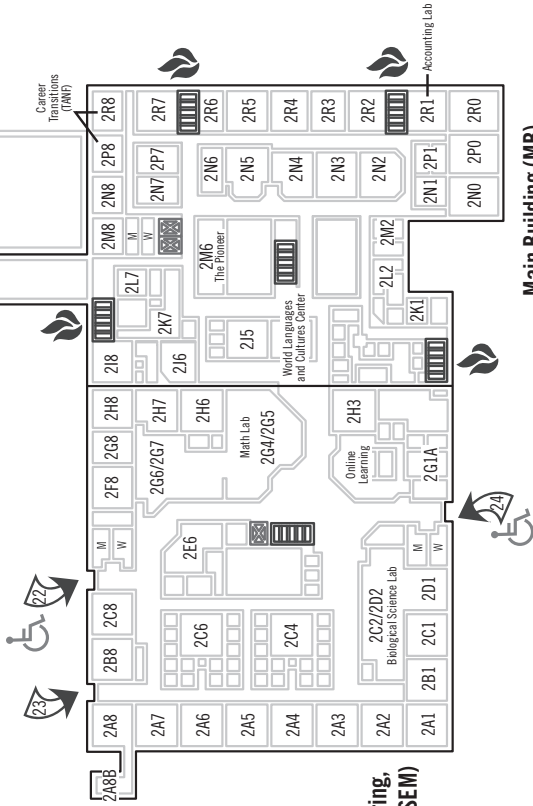 Career
Transitions
(TANF)
Accounting Lab
2R8
2R7
2R6
2R5
2R4
2R3
2R2
2R1
2R0
2P8
2P7
2P1
2P0
2N8
2N7
2N6
2N5
2N4
2N3
2N2
2N1
2N0
2M8
M
W
2M6
The Pioneer
2M2
2L7
2L2
2K7
2K1
2J6
2J5
World Languages
and Cultures Center
2I8
Main Building (MB)
2H8
2H7
2H6
2H3
2G8
2G6/2G7
Math Lab
2G4/2G5
Online
Learning
2G1A
2F8
M
W
2E6
M
W
22
24
2C8
2C6
2C4
2C2/2D2
Biological Science Lab
2D1
2C1
2B8
2B1
23
2A8
2A7
2A6
2A5
2A4
2A3
2A2
2A1
2A8B
ring,
SEM)